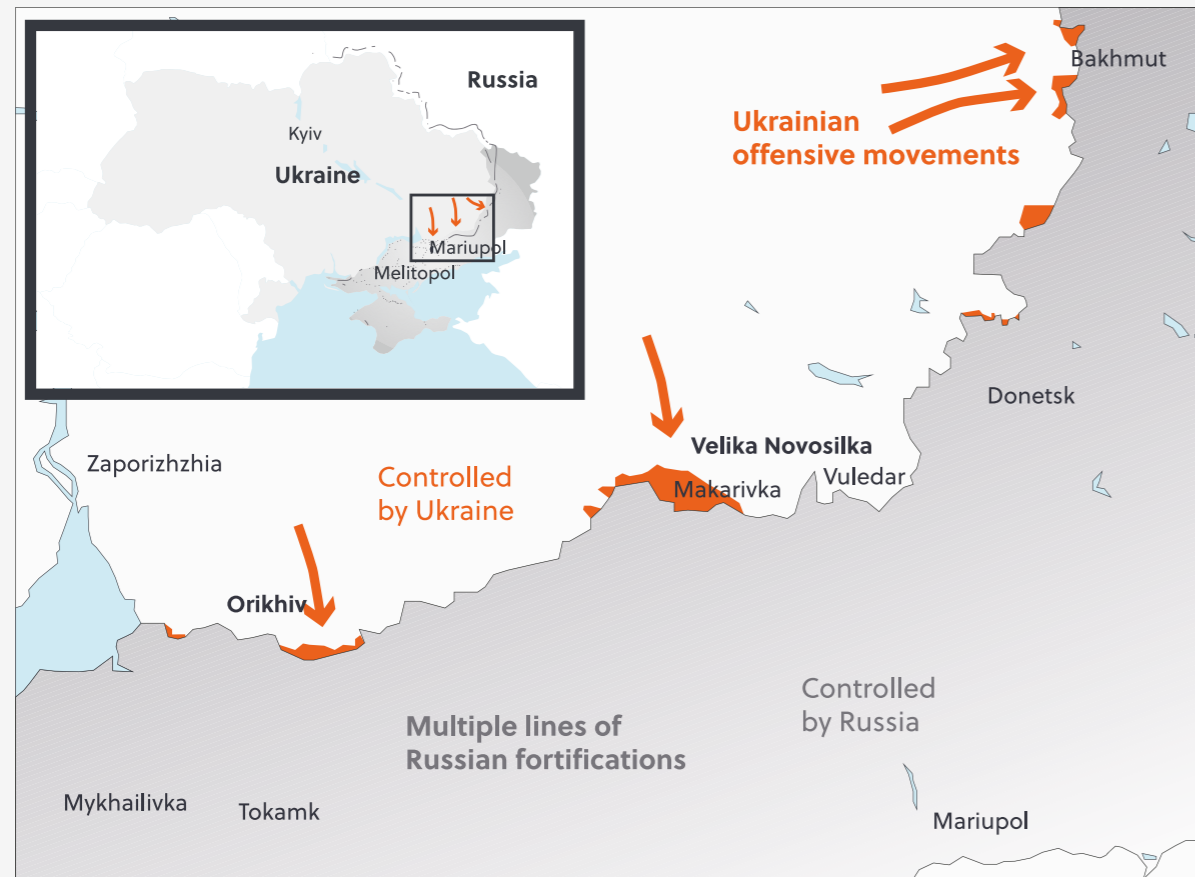 Russia
Kyiv
Ukraine
Mariupol
Melitopol
Bakhmut
Ukrainian
offensive movements
Donetsk
Velika Novosilka
Makarivka
Vuledar
Zaporizhzhia
Controlled
by Ukraine
Orikhiv
Controlled
by Russia
Multiple lines of
Russian fortifications
Mykhailivka
Tokamk
Mariupol